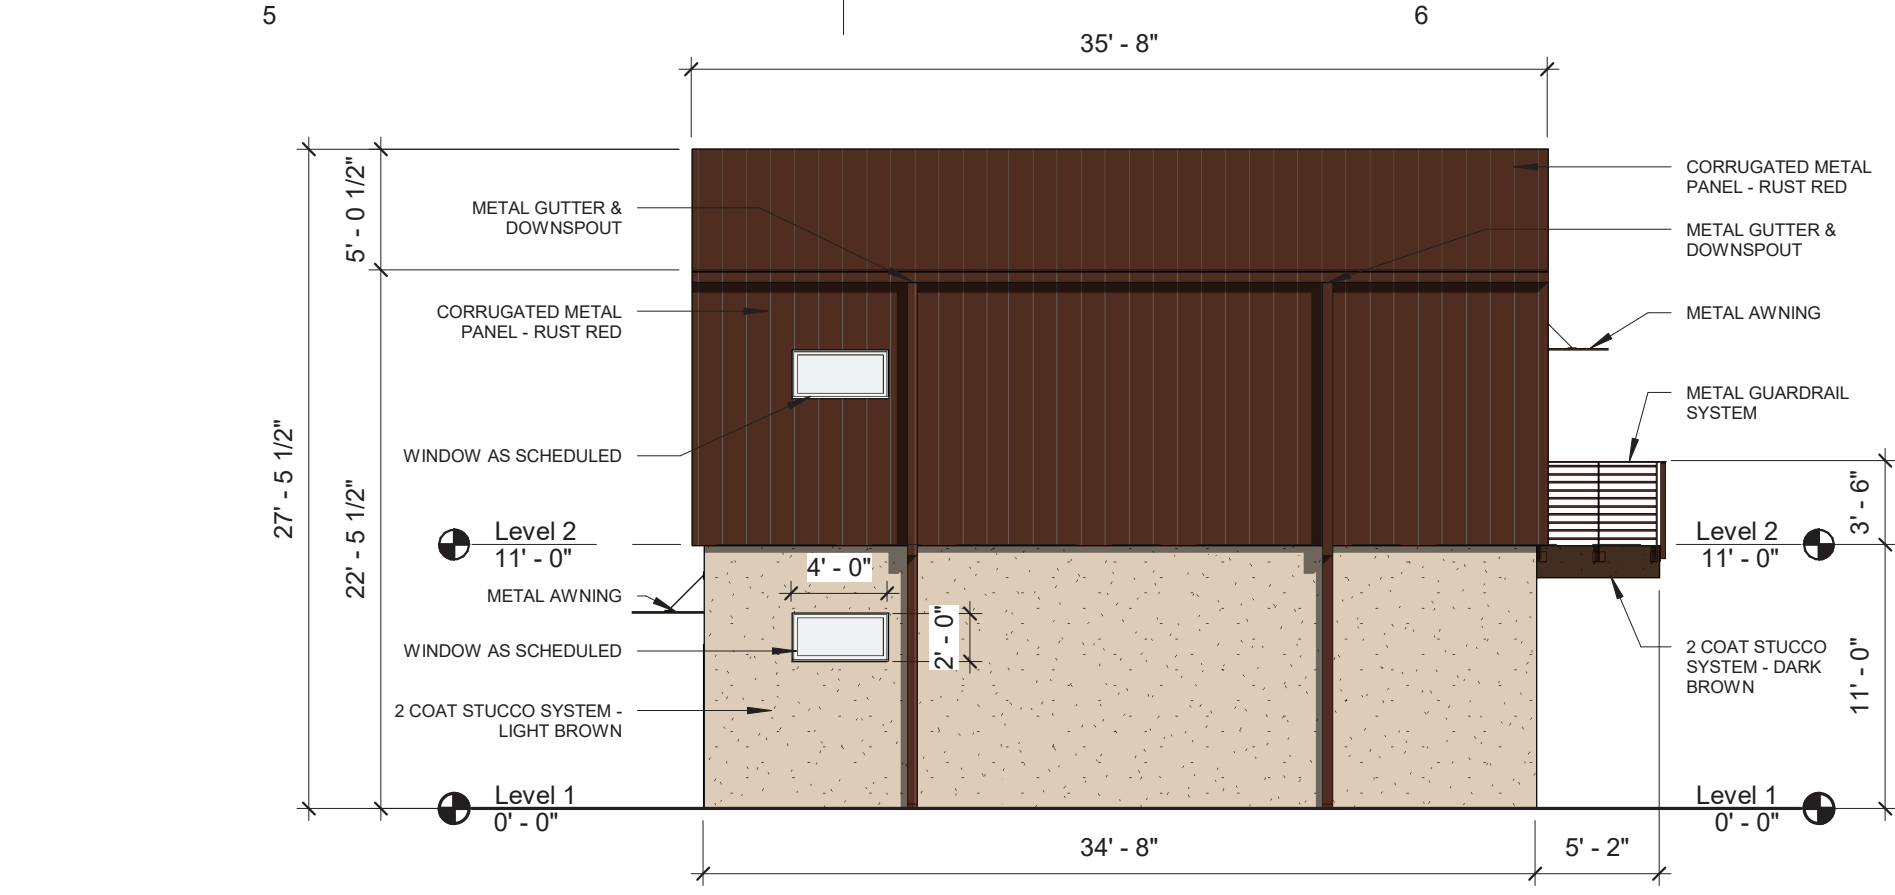 5
6
35' - 8"
5' - 0 1/2"
27' - 5 1/2"
22' - 5 1/2"
METAL GUTTER &
DOWNSPOUT
CORRUGATED METAL
PANEL - RUST RED
WINDOW AS SCHEDULED
Level 2
11' - 0"
METAL AWNING
WINDOW AS SCHEDULED
2 COAT STUCCO SYSTEM -
LIGHT BROWN
Level 1
0' - 0"
4' - 0"
2' - 0"
CORRUGATED METAL
PANEL - RUST RED
METAL GUTTER &
DOWNSPOUT
METAL AWNING
METAL GUARDRAIL
SYSTEM
3' - 6"
Level 2
11' - 0"
2 COAT STUCCO
SYSTEM - DARK
BROWN
11' - 0"
Level 1
0' - 0"
34' - 8"
5' - 2"